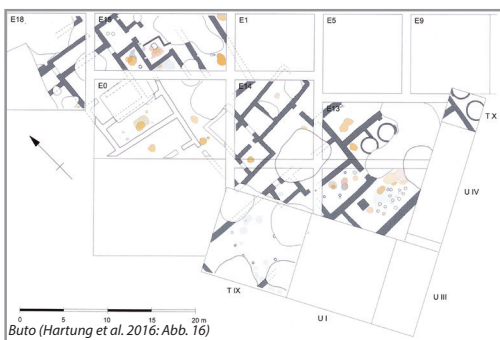 E18 E15 E1 E5 E9
E0 E14 E13
T X
U IV
T IX U I U III
0 5 10 15 20 m
Buto (Hartung et al. 2016: Abb. 16)